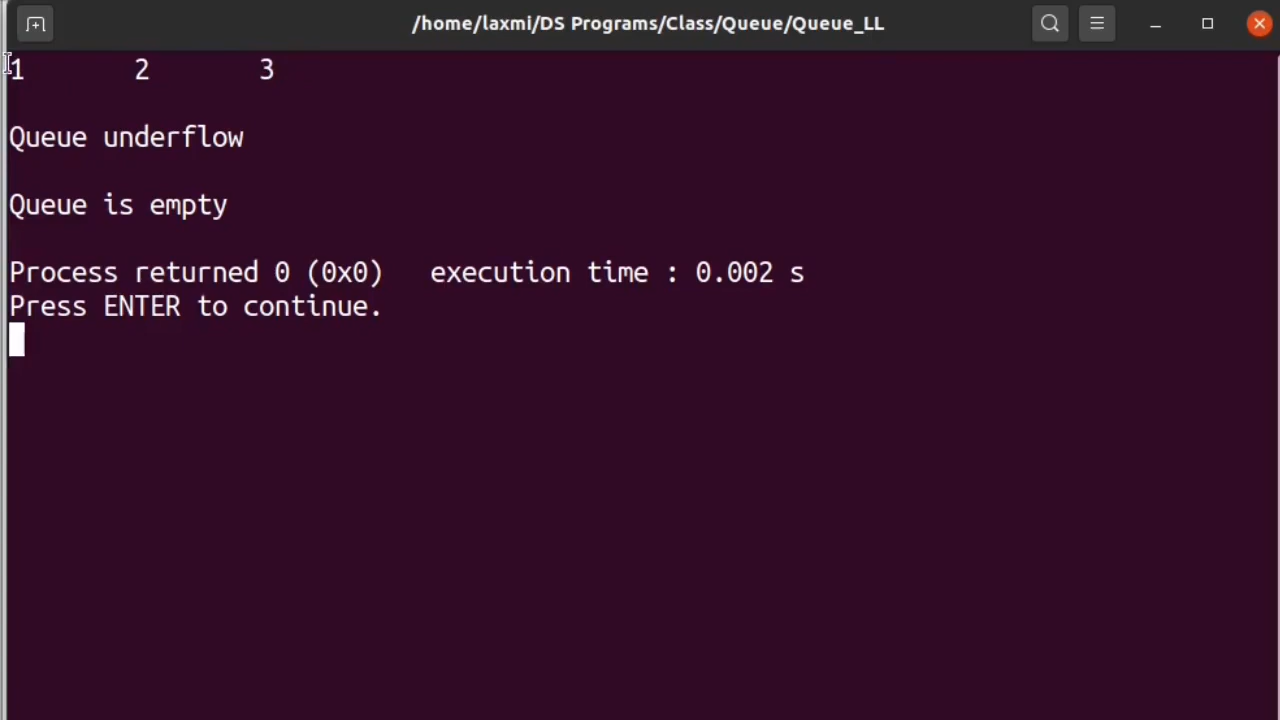 /home/laxmi/DS Programs/Class/Queue/Queue_LL
1 2 3
Queue underflow
Queue is empty
Process returned 0 (0x0) execution time : 0.002 s
Press ENTER to continue.